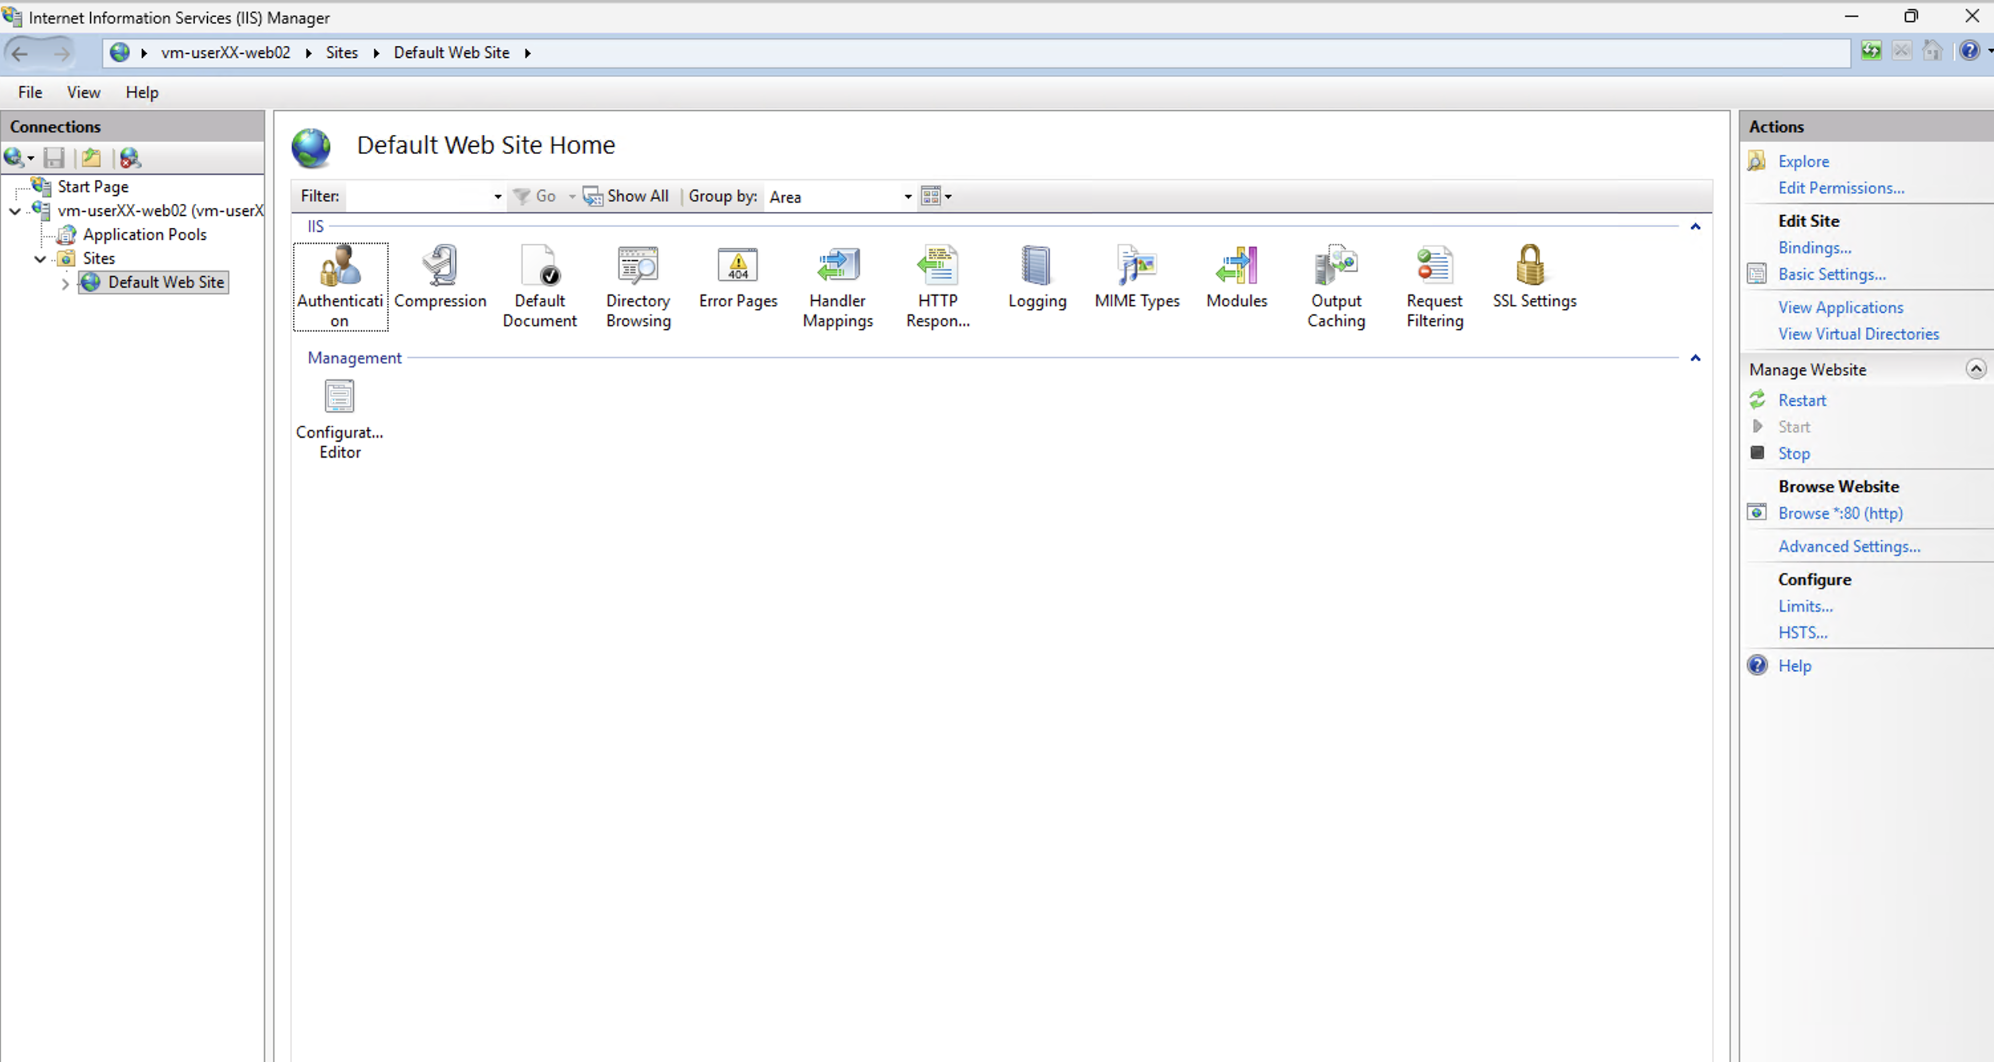 Internet Information Services (IIS) Manager
vm-userXX-web02 Sites Default Web Site
File View Help
Connections
Start Page
vm-userXX-web02 (vm-userX
Application Pools
Sites
Default Web Site
Default Web Site Home
Filter: Go Show All Group by: Area
IIS
Authenticati
on
Compression
Default
Document
Directory
Browsing
Error Pages
404
Handler
Mappings
HTTP
Respon...
Logging
MIME Types
Modules
Output
Caching
Request
Filtering
SSL Settings
Management
Configurat...
Editor
Actions
Explore
Edit Permissions...
Edit Site
Bindings...
Basic Settings...
View Applications
View Virtual Directories
Manage Website
Restart
Start
Stop
Browse Website
Browse *:80 (http)
Advanced Settings...
Configure
Limits...
HSTS...
Help